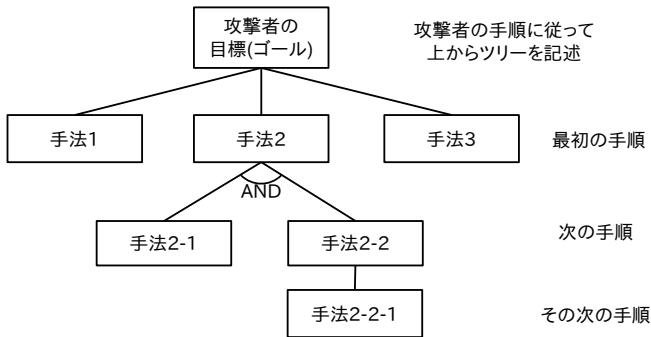 攻撃者の
目標(ゴール)
攻撃者の手順に従って
上からツリーを記述
手法1
手法2
手法3
最初の手順
AND
手法2-1
手法2-2
次の手順
手法2-2-1
その次の手順